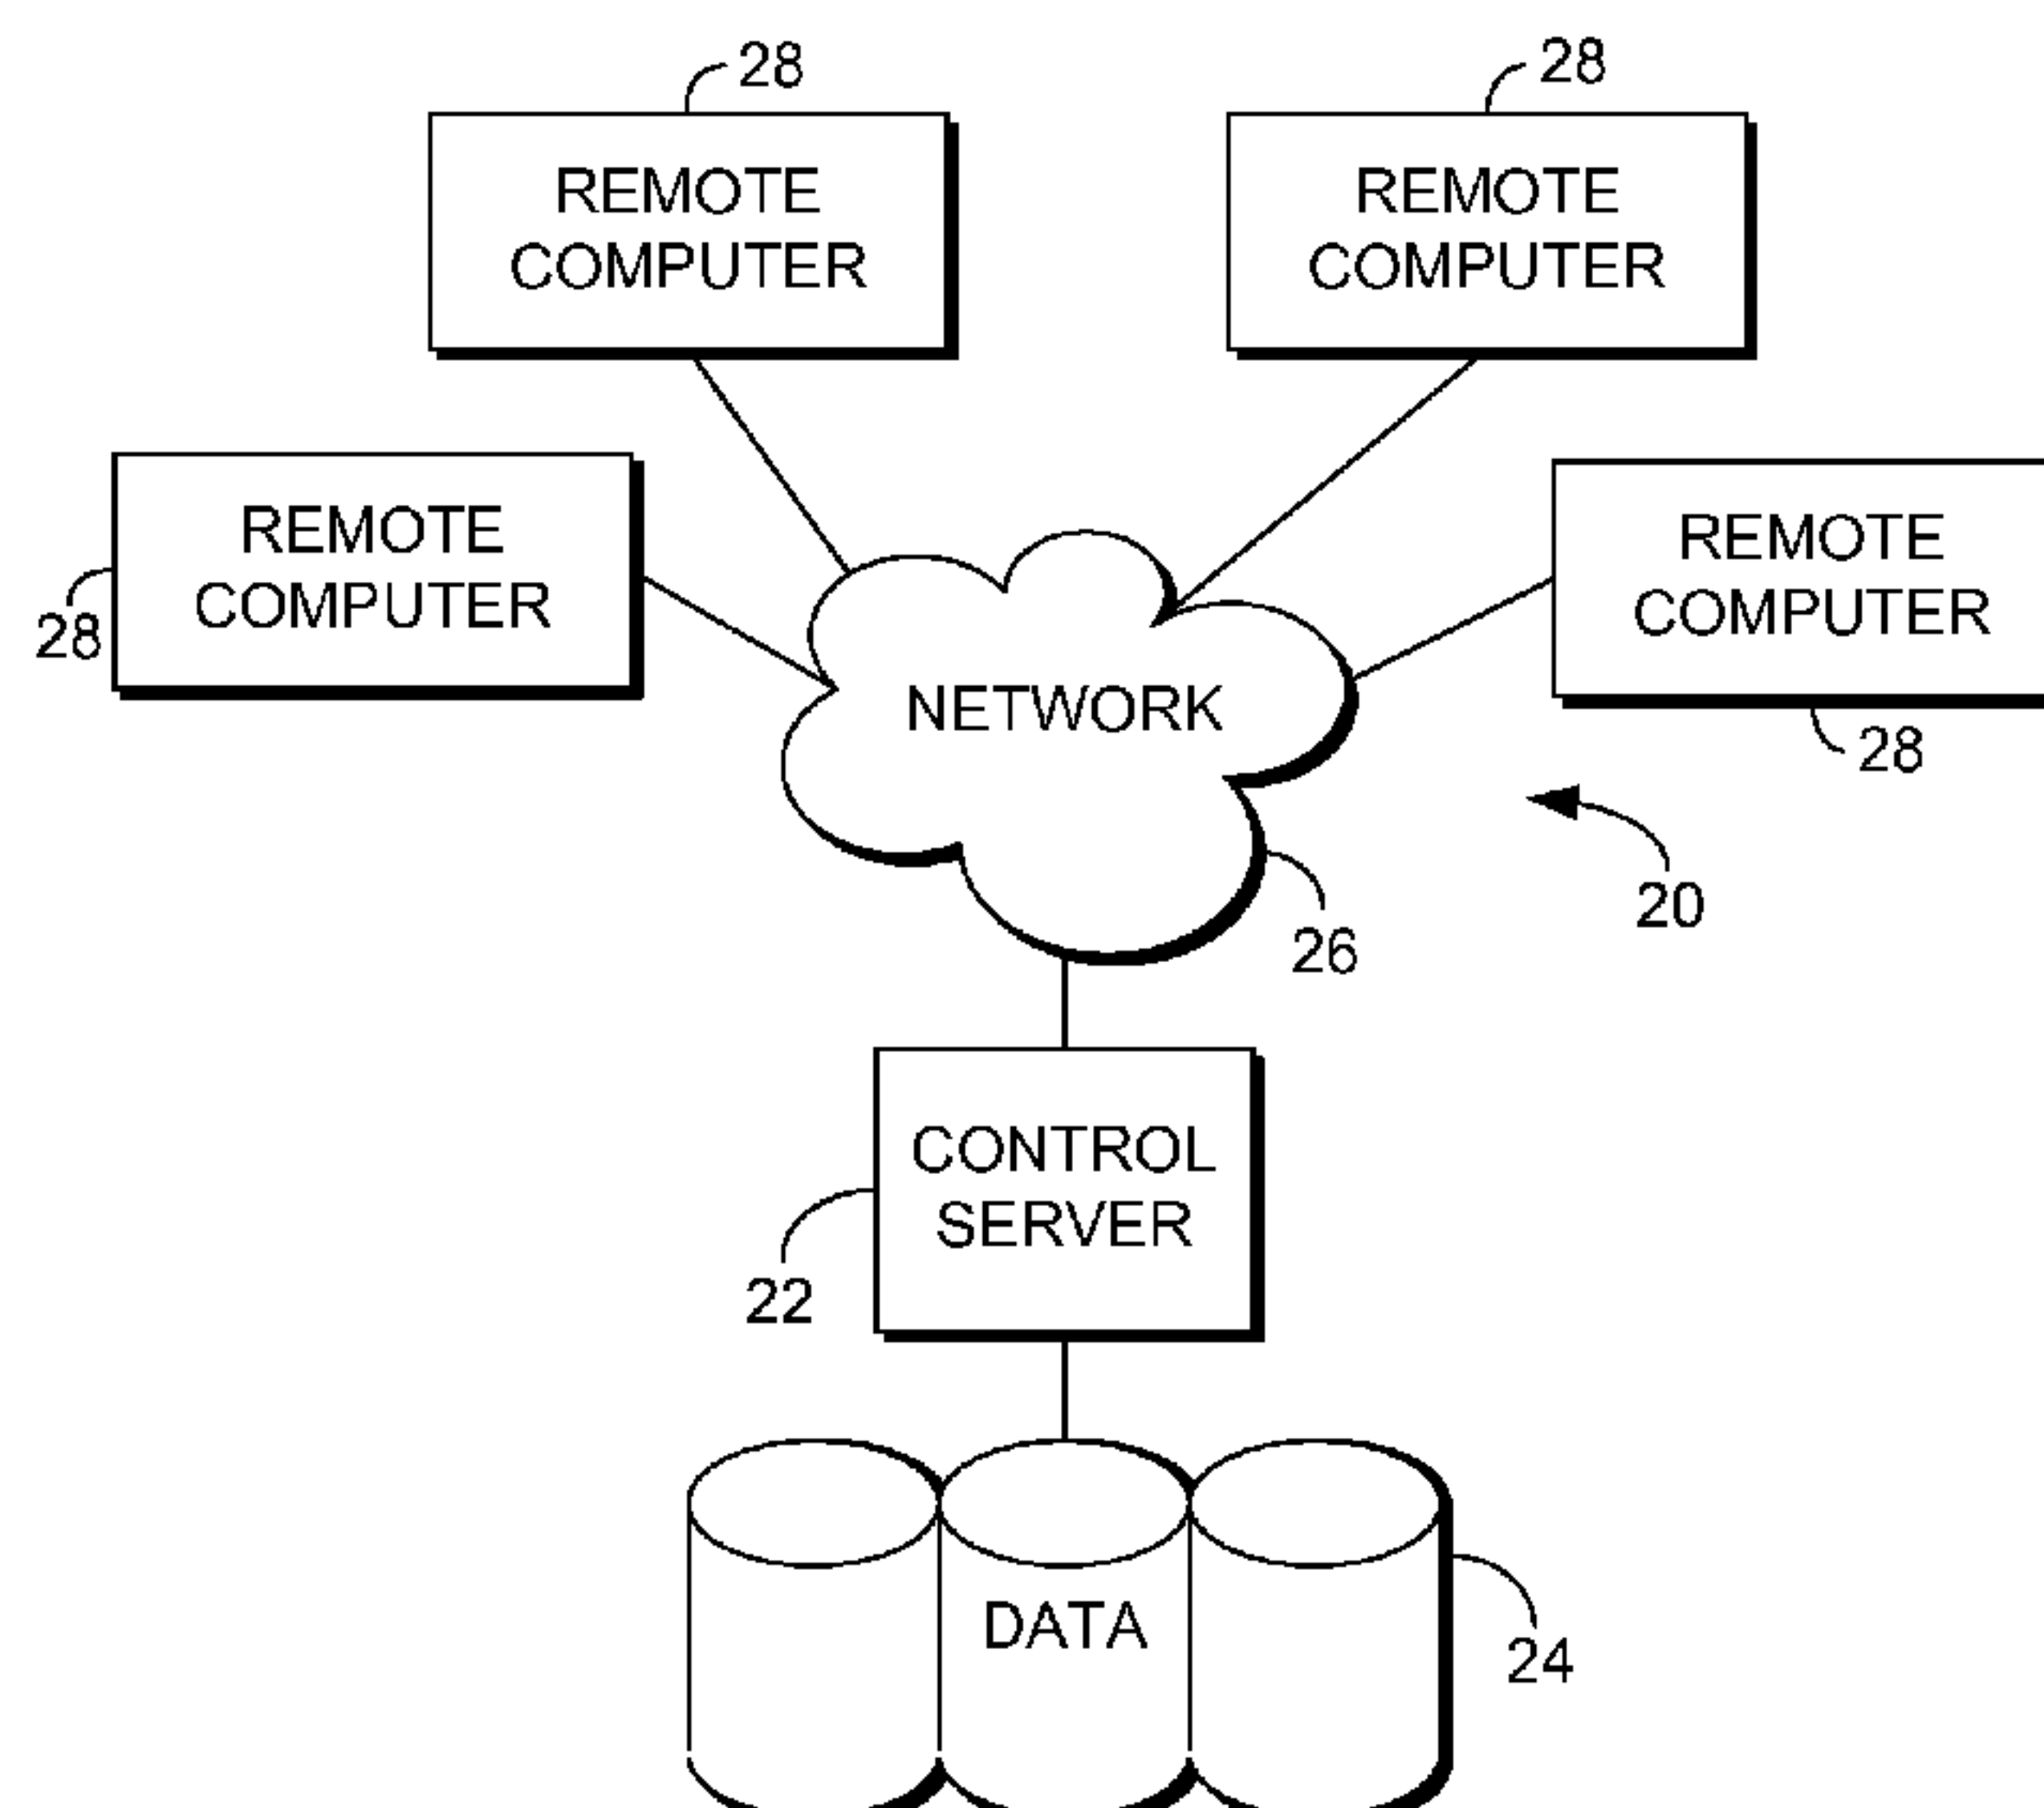 28
28
REMOTE
COMPUTER
REMOTE
COMPUTER
REMOTE
COMPUTER
28
REMOTE
COMPUTER
28
NETWORK
20
26
CONTROL
SERVER
22
DATA
24